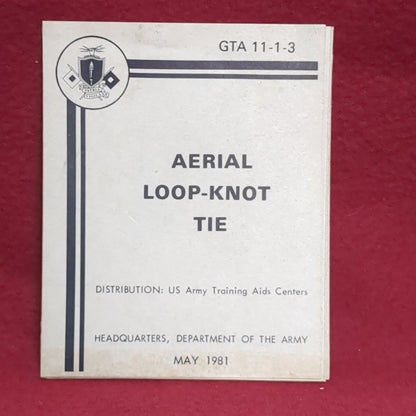 GTA 11-1-3
AERIAL
LOOP-KNOT
TIE
DISTRIBUTION: US Army Training Aids Centers
HEADQUARTERS, DEPARTMENT OF THE ARMY
MAY 1981